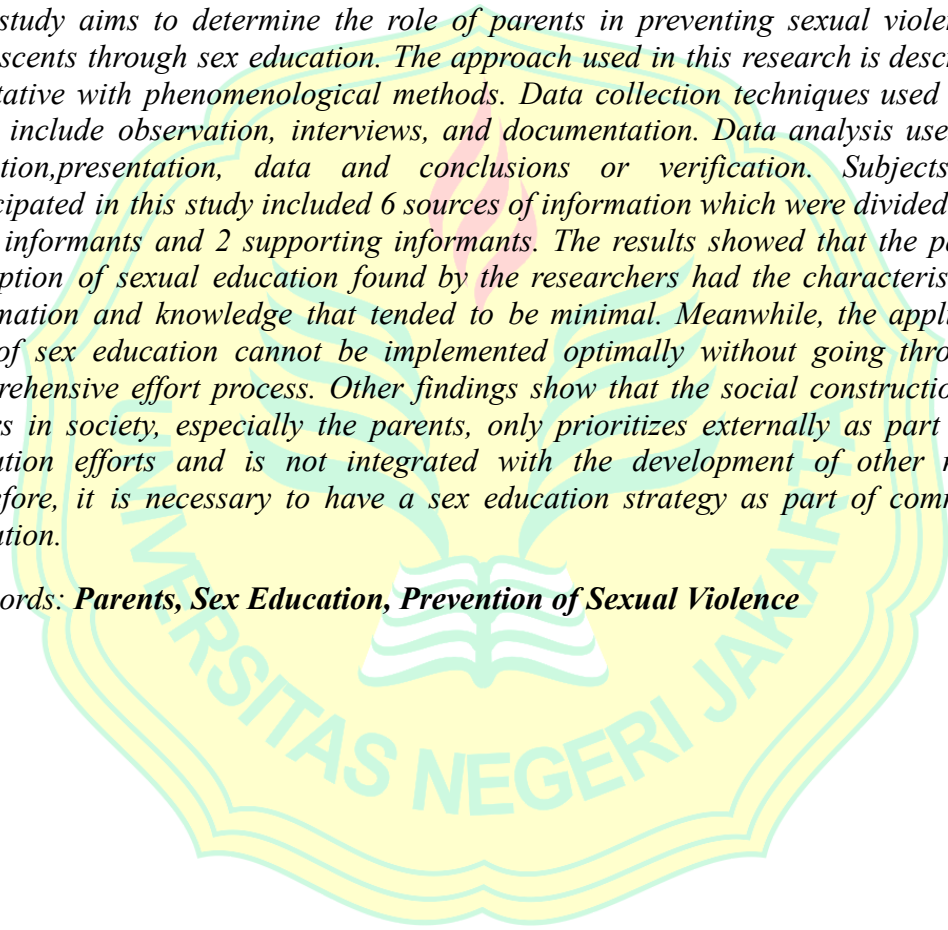 study aims to determine the role of parents in preventing sexual violen
scents through sex education. The approach used in this research is desc
tative with phenomenological methods. Data collection techniques used
include observation, interviews, and documentation. Data analysis use
tion,presentation, data and conclusions or verification. Subjects
cipated in this study included 6 sources of information which were divided
informants and 2 supporting informants. The results showed that the p
ption of sexual education found by the researchers had the characteris
mation and knowledge that tended to be minimal. Meanwhile, the appli
of sex education cannot be implemented optimally without going thro
rehensive effort process. Other findings show that the social constructio
s in society, especially the parents, only prioritizes externally as part
ution efforts and is not integrated with the development of other
fore, it is necessary to have a sex education strategy as part of com
ution.
ords: Parents, Sex Education, Prevention of Sexual Violence
UNIVERSITAS NEGERI JAKARTA